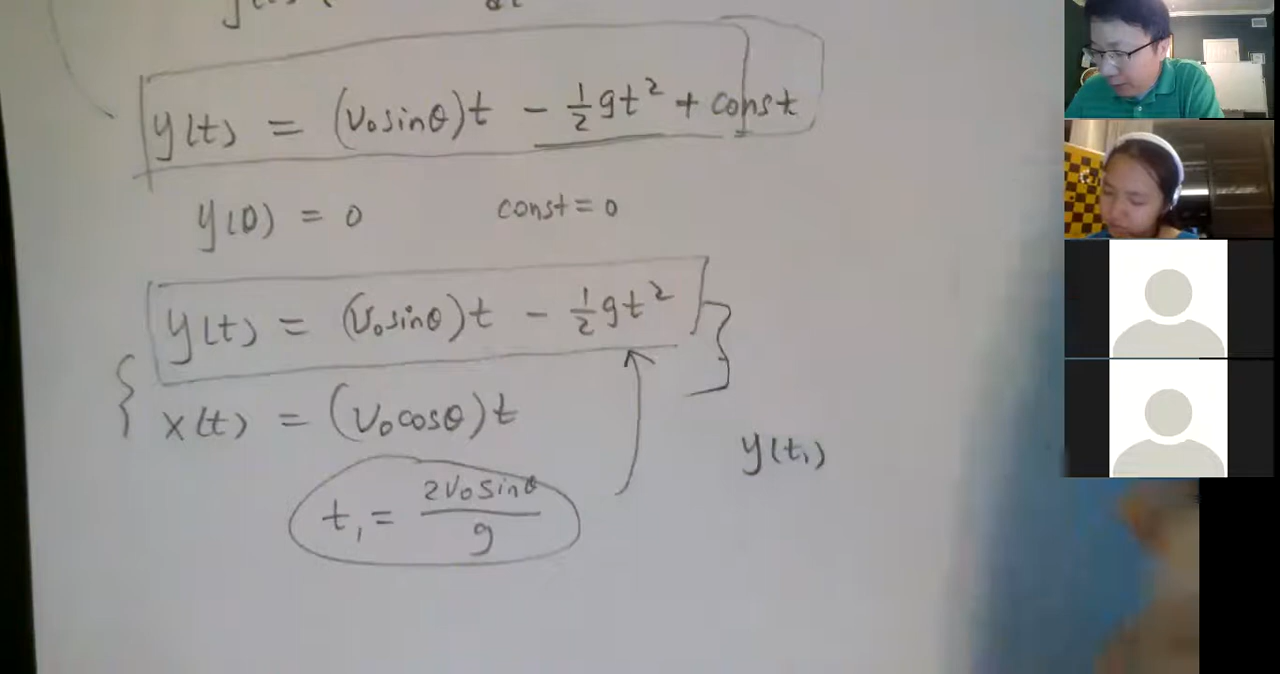 y(t) = (v₀sinθ)t - ½gt² + const
y(0) = 0 const = 0
y(t) = (v₀sinθ)t - ½gt²
x(t) = (v₀cosθ)t
y(t₁)
t₁ = 2v₀sinθ/g